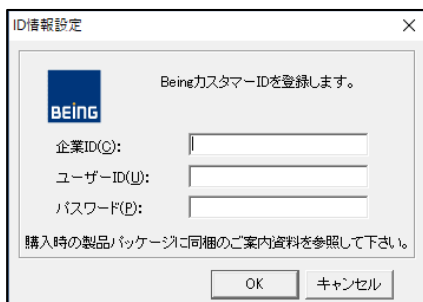 ID情報設定
BeingカスタマーIDを登録します。
BEING
企業ID(C):
ユーザーID(U):
パスワード(P):
購入時の製品パッケージに同梱のご案内資料を参照して下さい。
OK キャンセル